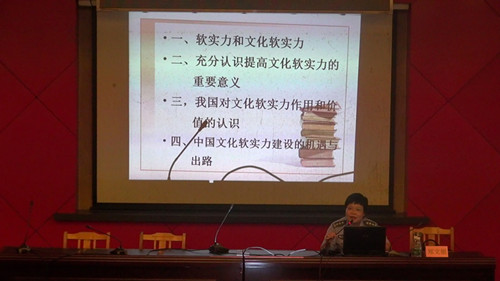 • 一、软实力和文化软实力
• 二、充分认识提高文化软实力的
重要意义
• 三，我国对文化软实力作用和价
值的认识
• 四、中国文化软实力建设的机遇与
出路